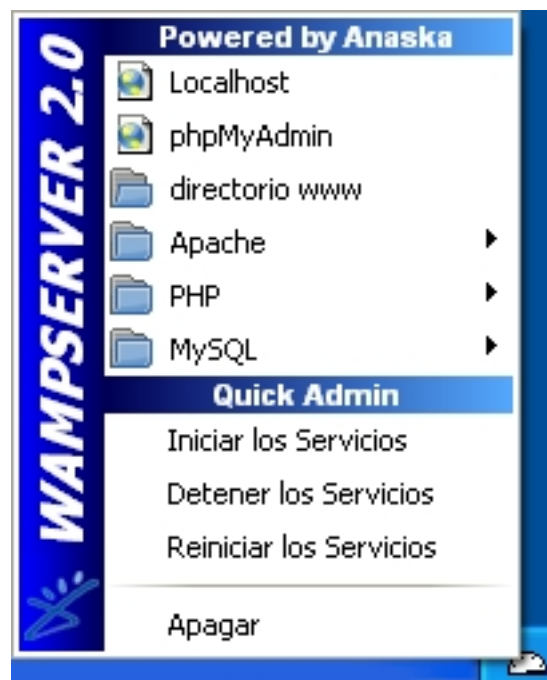 WAMPSERVER 2.0
Powered by Anaska
Localhost
phpMyAdmin
directorio www
Apache
PHP
MySQL
Quick Admin
Iniciar los Servicios
Detener los Servicios
Reiniciar los Servicios
Apagar